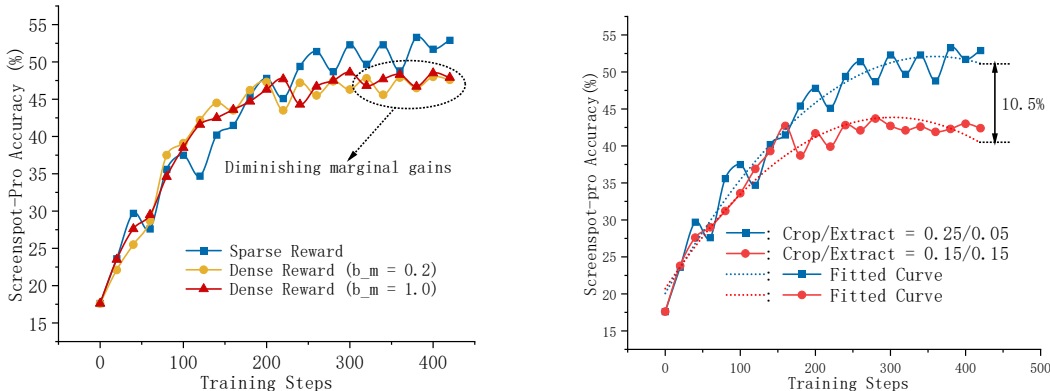 Screenspot-Pro Accuracy (%)
55
50
45
40
35
30
25
20
15
Diminishing marginal gains
Sparse Reward
Dense Reward (b_m = 0.2)
Dense Reward (b_m = 1.0)
0
100
200
300
400
Training Steps
Screenspot-pro Accuracy(%)
55
50
45
40
35
30
25
20
15
10.5%
: Crop/Extract = 0.25/0.05
: Crop/Extract = 0.15/0.15
: Fitted Curve
: Fitted Curve
0
100
200
300
400
500
Training Steps